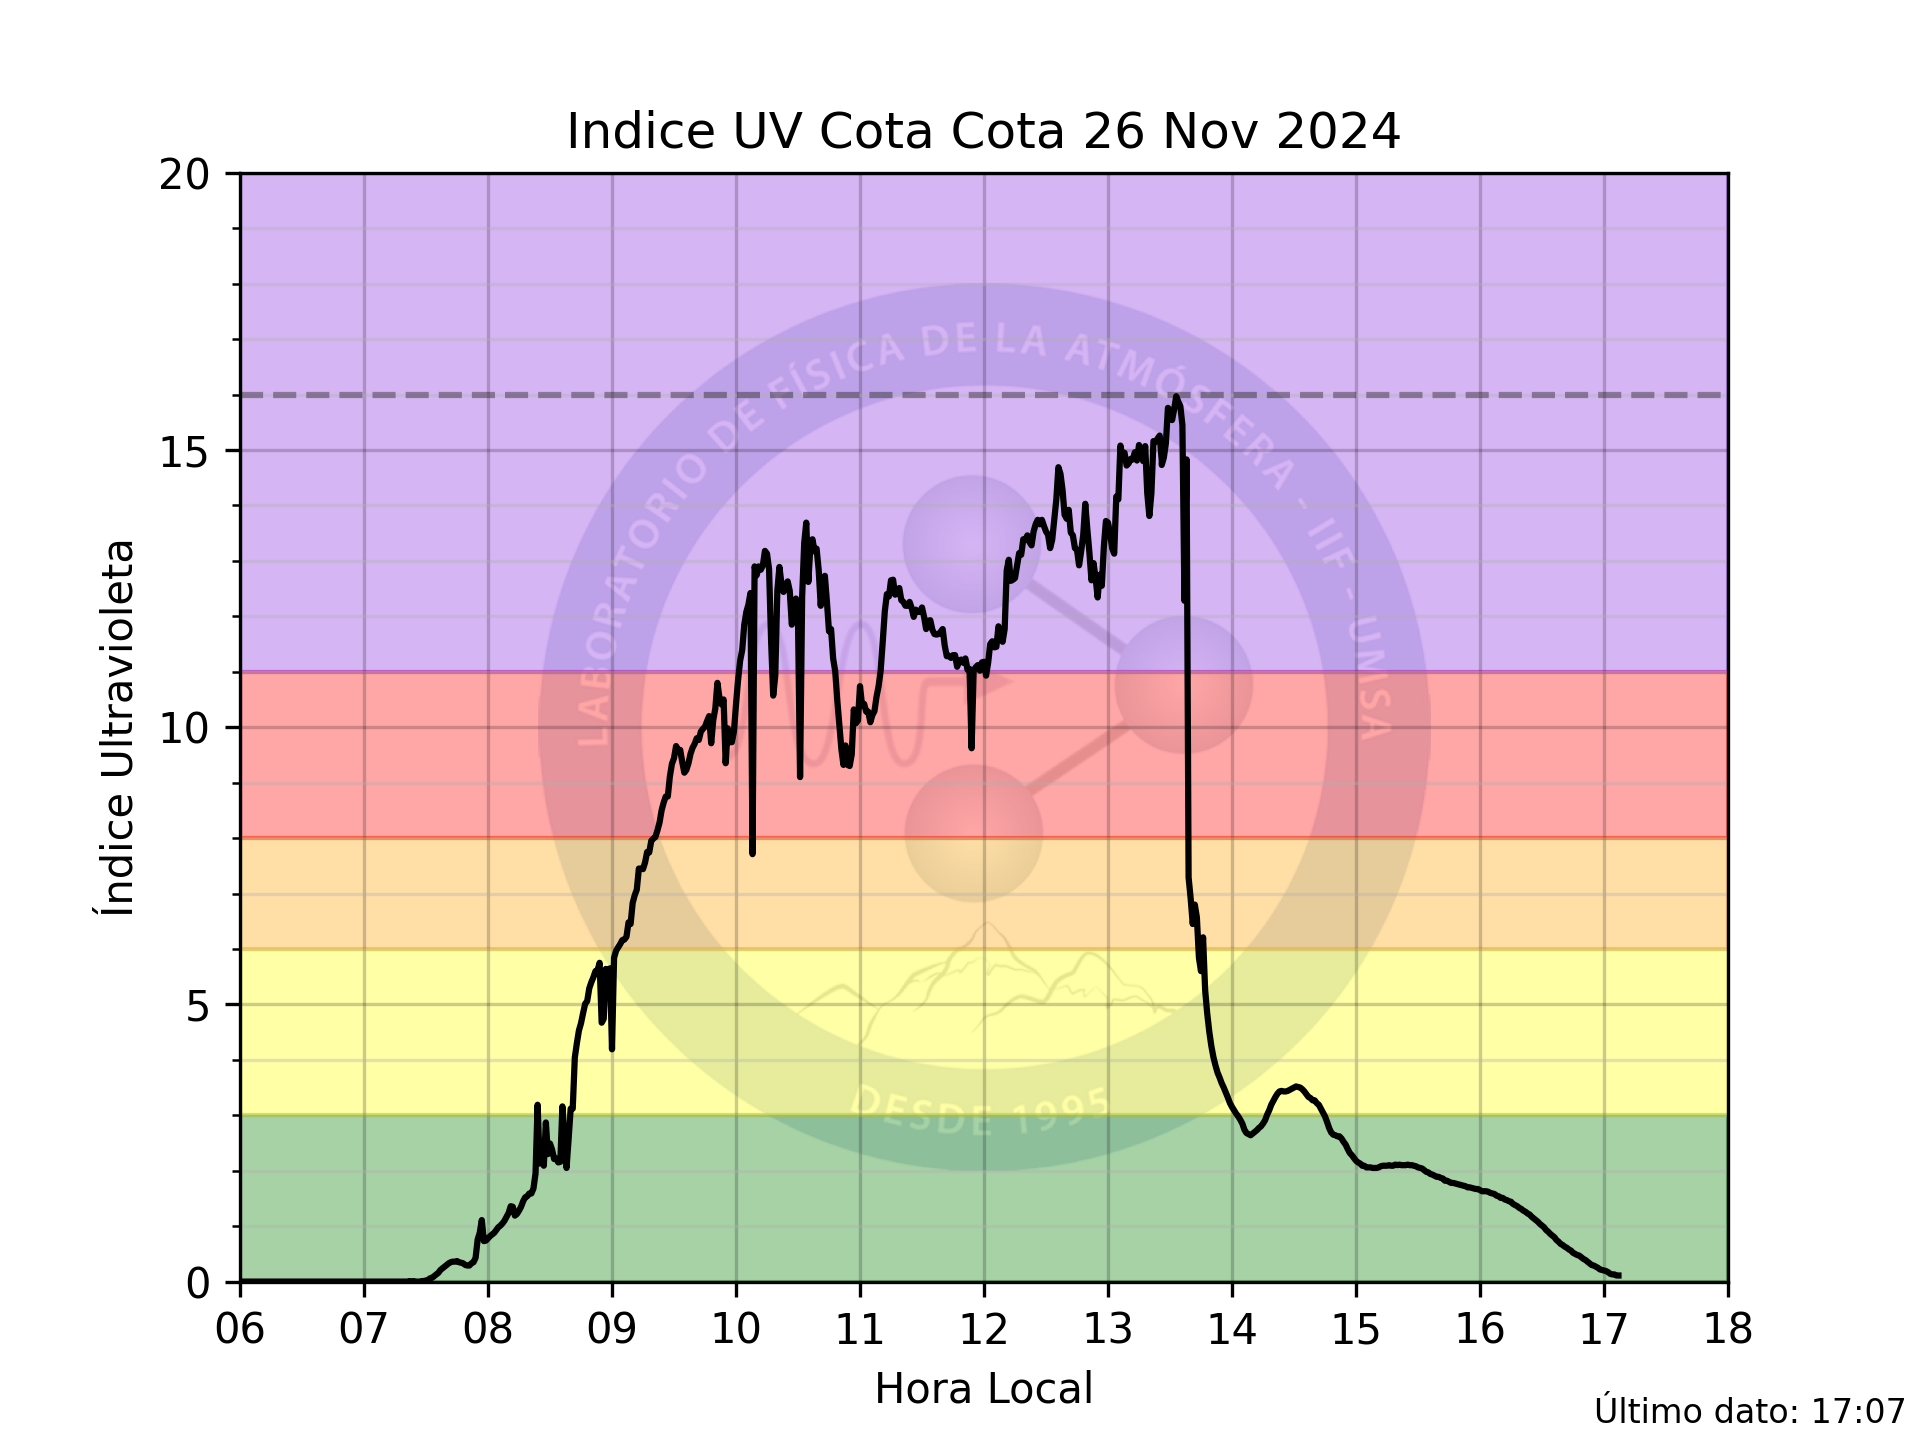 Indice UV Cota Cota 26 Nov 2024
20
15
10
5
0
Índice Ultravioleta
LABORATORIO DE FÍSICA DE LA ATMÓSFERA - IIF - UMSA
DESDE 1995
06 07 08 09 10 11 12 13 14 15 16 17 18
Hora Local
Último dato: 17:07